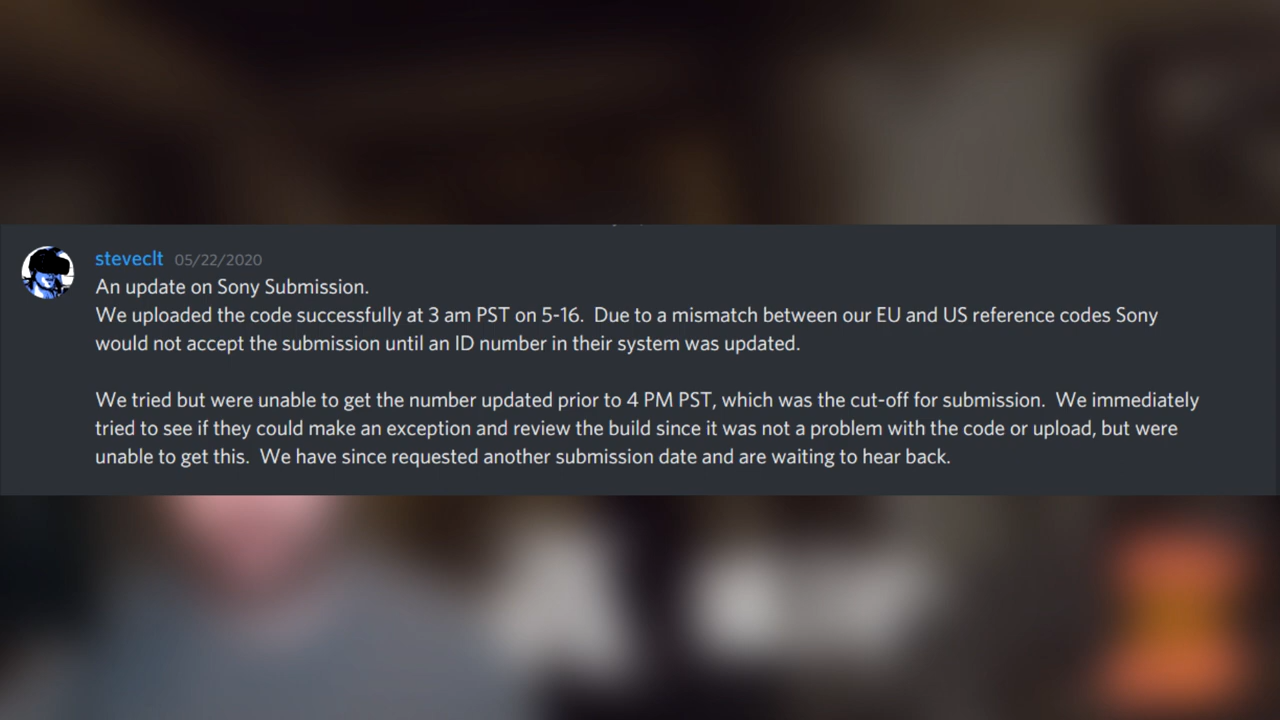 steveclt 05/22/2020
An update on Sony Submission.
We uploaded the code successfully at 3 am PST on 5-16.  Due to a mismatch between our EU and US reference codes Sony
would not accept the submission until an ID number in their system was updated.
We tried but were unable to get the number updated prior to 4 PM PST, which was the cut-off for submission.  We immediately
tried to see if they could make an exception and review the build since it was not a problem with the code or upload, but were
unable to get this.  We have since requested another submission date and are waiting to hear back.